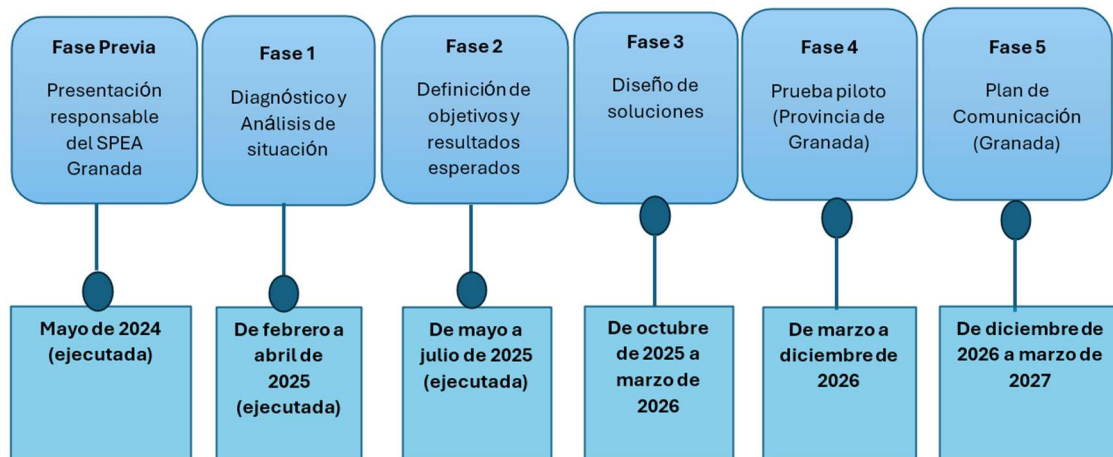 Fase Previa
Presentación
responsable
del SPEA
Granada
Fase 1
Diagnóstico y
Análisis de
situación
Fase 2
Definición de
objetivos y
resultados
esperados
Fase 3
Diseño de
soluciones
Fase 4
Prueba piloto
(Provincia de
Granada)
Fase 5
Plan de
Comunicación
(Granada)
Mayo de 2024
(ejecutada)
De febrero a
abril de
2025
(ejecutada)
De mayo a
julio de 2025
(ejecutada)
De octubre
de 2025 a
marzo de
2026
De marzo a
diciembre de
2026
De diciembre de
2026 a marzo de
2027